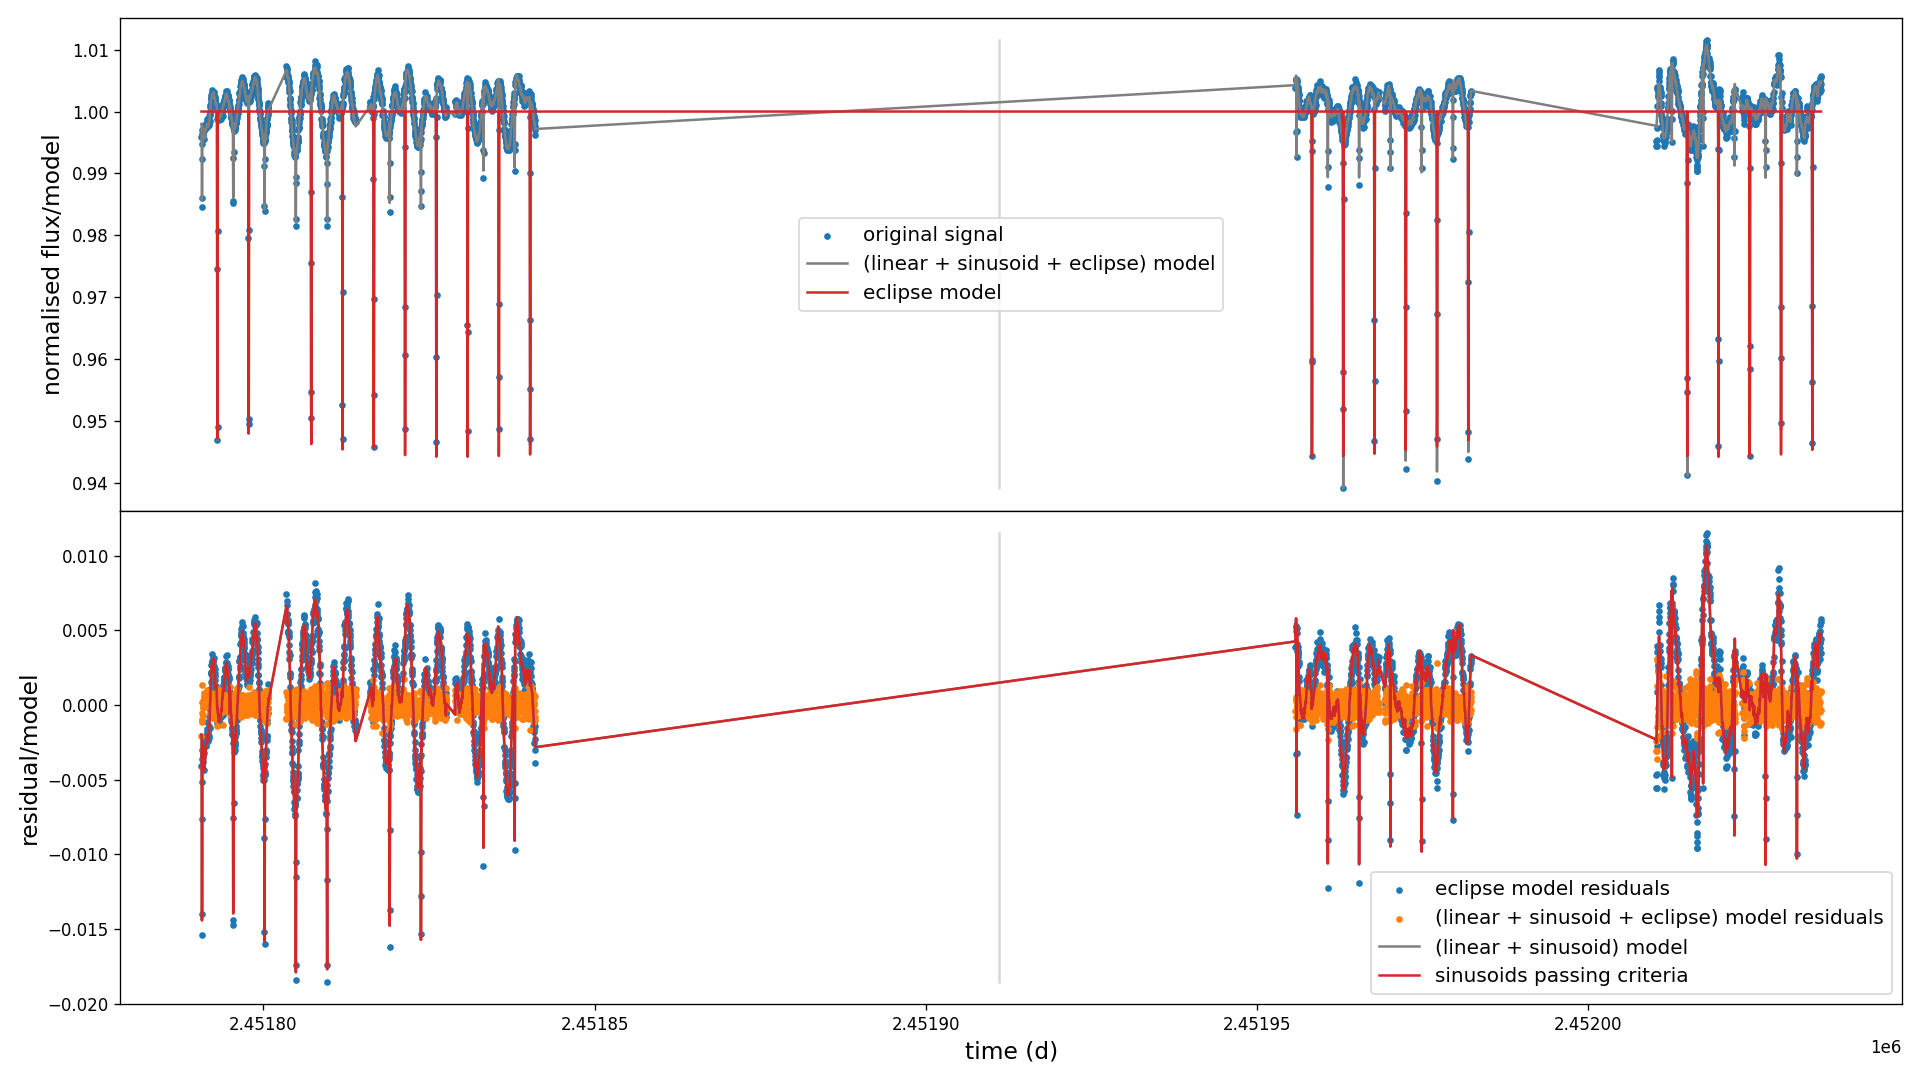 1.01
1.00
0.99
0.98
0.97
0.96
0.95
0.94
normalised flux/model
original signal
(linear + sinusoid + eclipse) model
eclipse model
0.010
0.005
0.000
−0.005
−0.010
−0.015
−0.020
residual/model
eclipse model residuals
(linear + sinusoid + eclipse) model residuals
(linear + sinusoid) model
sinusoids passing criteria
2.45180 2.45185 2.45190 2.45195 2.45200
1e6
time (d)